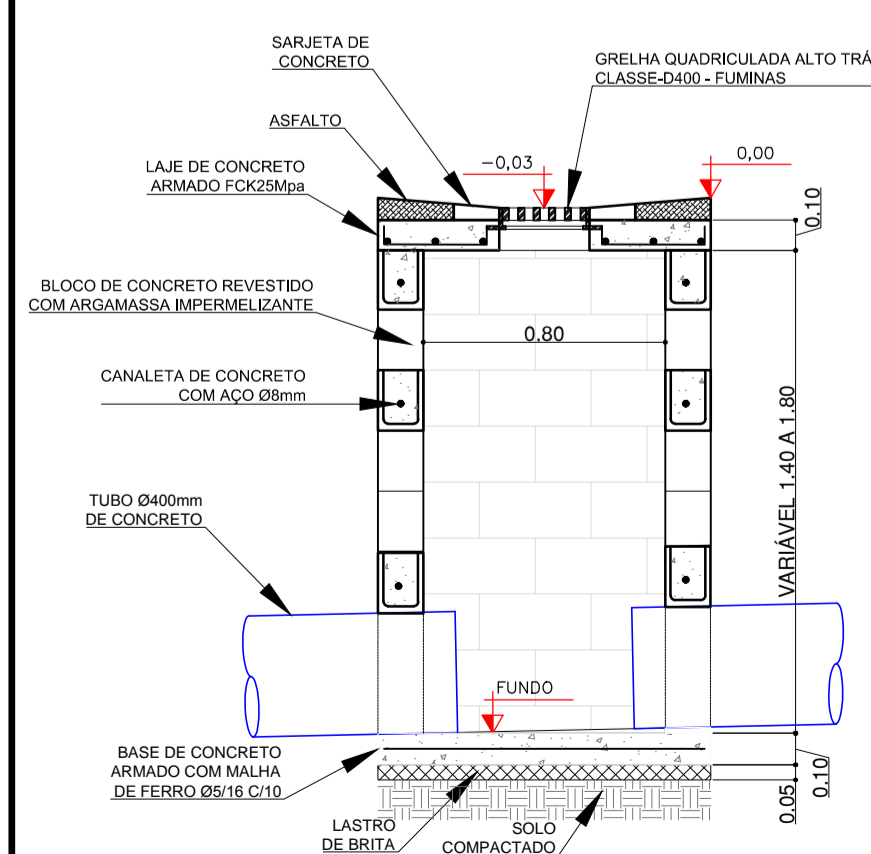 SARJETA DE
CONCRETO
GRELHA QUADRICULADA ALTO TRÁ
CLASSE-D400 - FUMINAS
ASFALTO
-0,03
0,00
LAJE DE CONCRETO
ARMADO FCK25Mpa
0.10
BLOCO DE CONCRETO REVESTIDO
COM ARGAMASSA IMPERMELIZANTE
0.80
CANALETA DE CONCRETO
COM AÇO Ø8mm
VARIÁVEL 1.40 A 1.80
TUBO Ø400mm
DE CONCRETO
FUNDO
BASE DE CONCRETO
ARMADO COM MALHA
DE FERRO Ø5/16 C/10
0.05
0.10
LASTRO
DE BRITA
SOLO
COMPACTADO